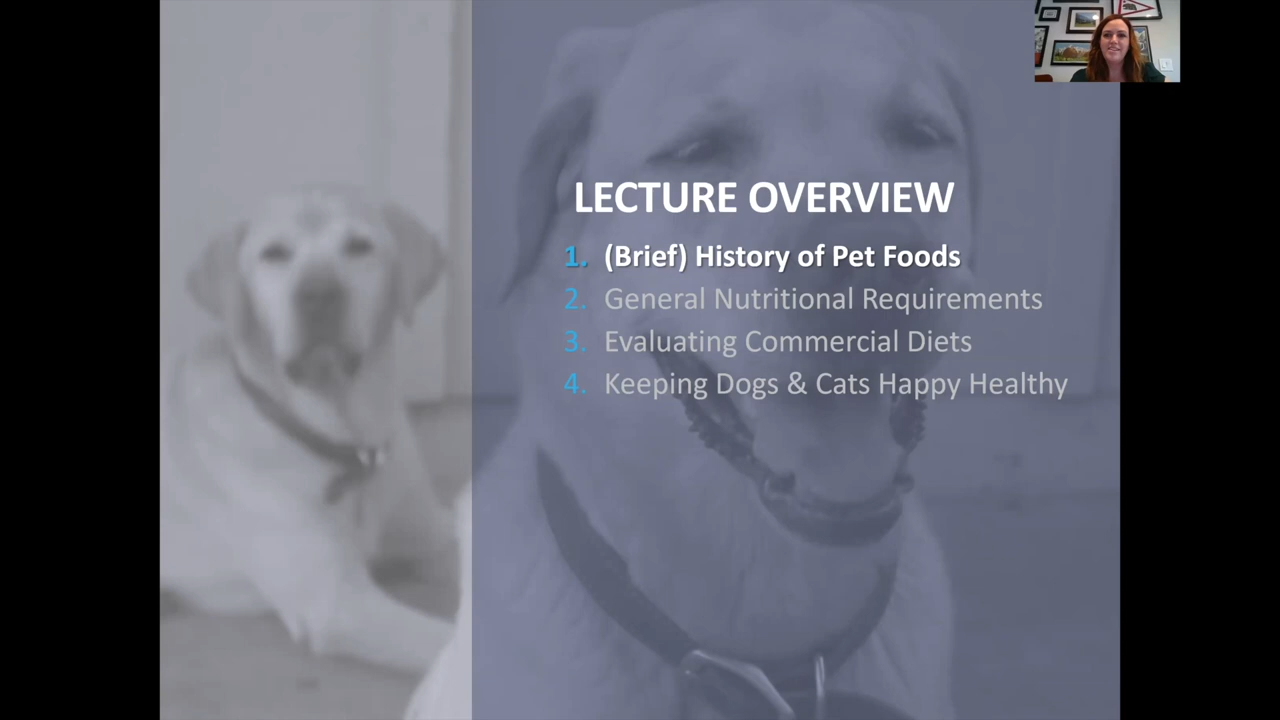 LECTURE OVERVIEW
1. (Brief) History of Pet Foods
2. General Nutritional Requirements
3. Evaluating Commercial Diets
4. Keeping Dogs & Cats Happy Healthy